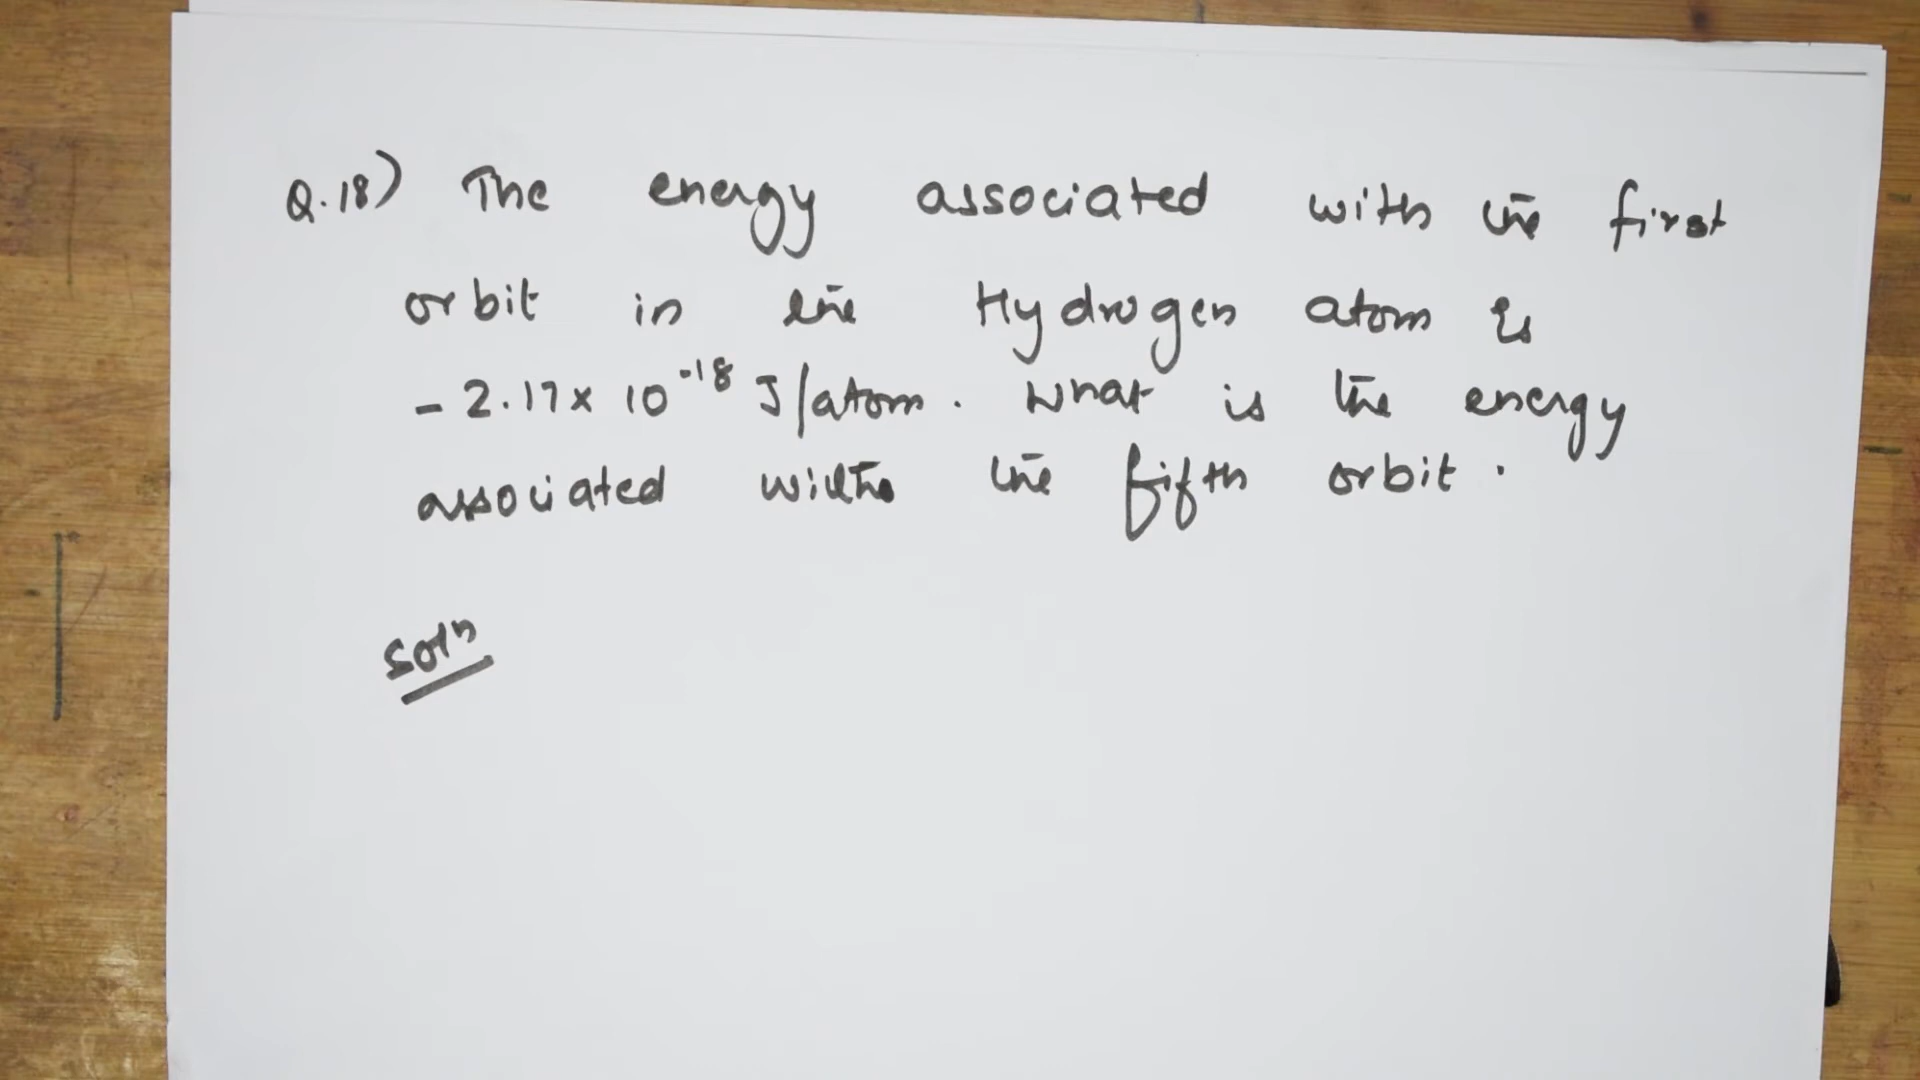 Q.18) The energy associated with the first
orbit in the Hydrogen atom is
- 2.17 x 10^-18 J/atom. What is the energy
associated with the fifth orbit.
Soln